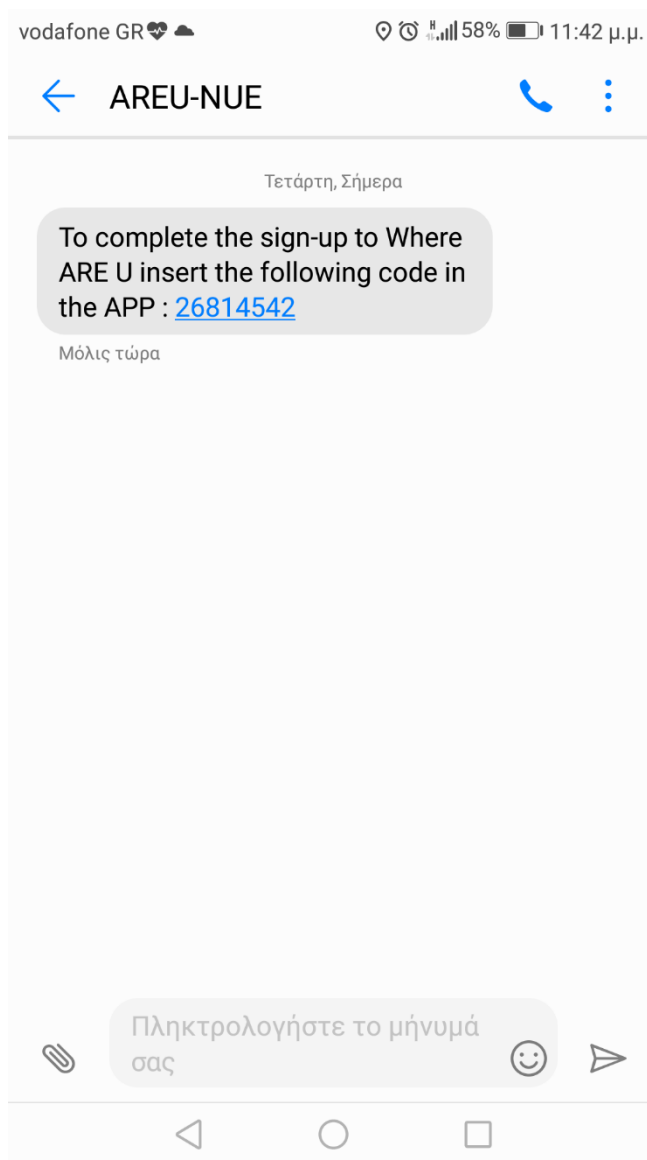 vodafone GR 58% 11:42 μ.μ.
AREU-NUE
Τετάρτη, Σήμερα
To complete the sign-up to Where
ARE U insert the following code in
the APP : 26814542
Μόλις τώρα
Πληκτρολογήστε το μήνυμά
σας